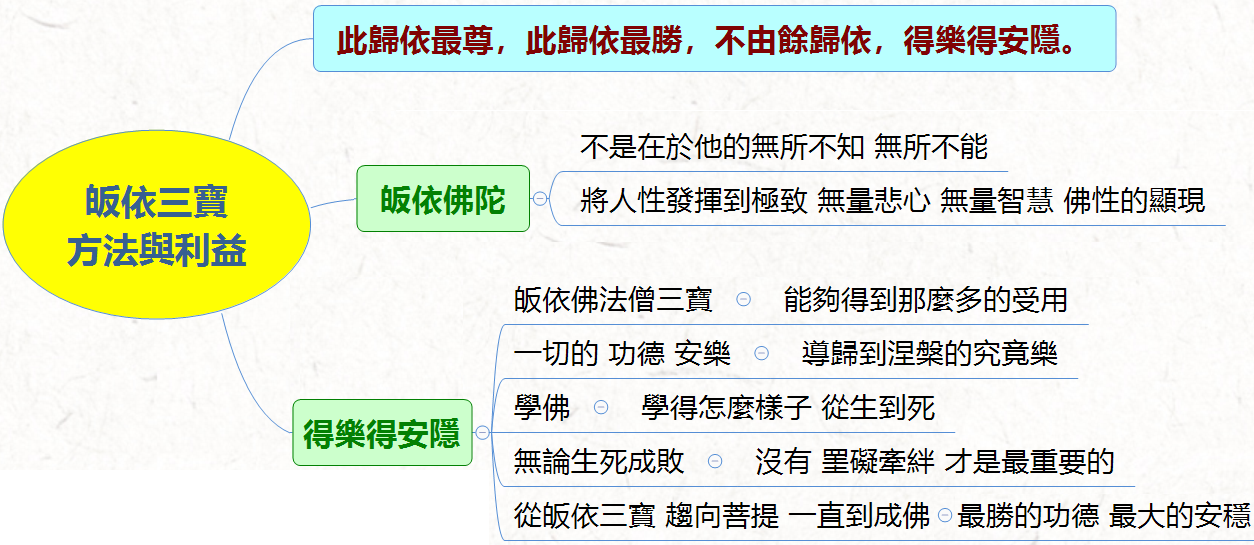 此歸依最尊，此歸依最勝，不由餘歸依，得樂得安隱。
皈依三寶
方法與利益
皈依佛陀
不是在於他的無所不知 無所不能
將人性發揮到極致 無量悲心 無量智慧 佛性的顯現
得樂得安隱
皈依佛法僧三寶 能夠得到那麼多的受用
一切的 功德 安樂 導歸到涅盤的究竟樂
學佛 學得怎麼樣子 從生到死
無論生死成敗 沒有 罣礙牽絆 才是最重要的
從皈依三寶 趨向菩提 一直到成佛 最勝的功德 最大的安穩